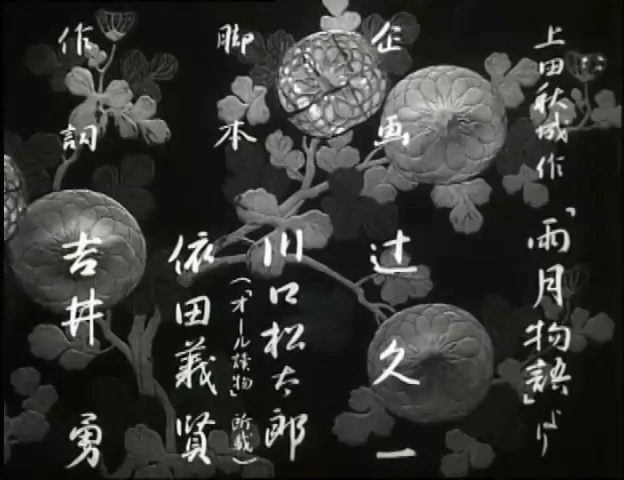 上田秋成作
「雨月物語」より
企画
辻久一
脚本
川口松太郎
(「オール読物」所載)
依田義賢
作詞
吉井勇